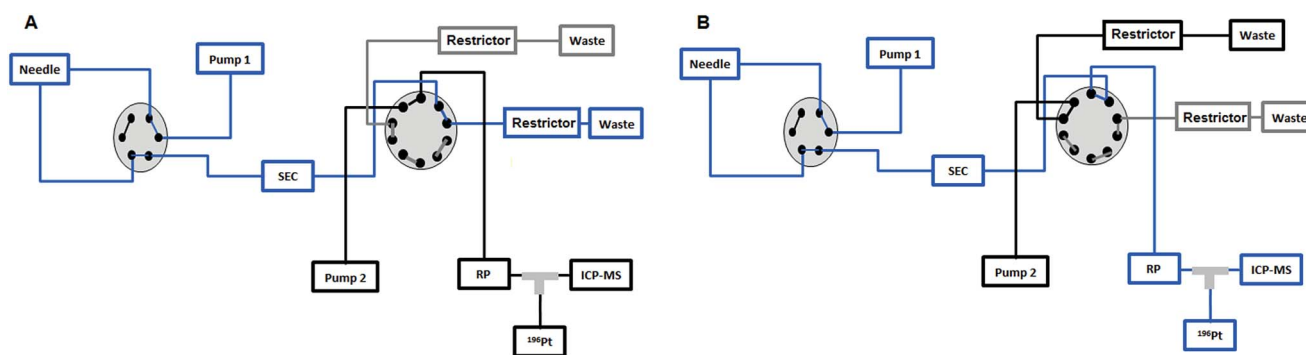 A
Needle
Pump 1
Restrictor
Waste
Restrictor
Waste
SEC
Pump 2
RP
ICP-MS
¹⁹⁶Pt
B
Needle
Pump 1
Restrictor
Waste
Restrictor
Waste
SEC
Pump 2
RP
ICP-MS
¹⁹⁶Pt